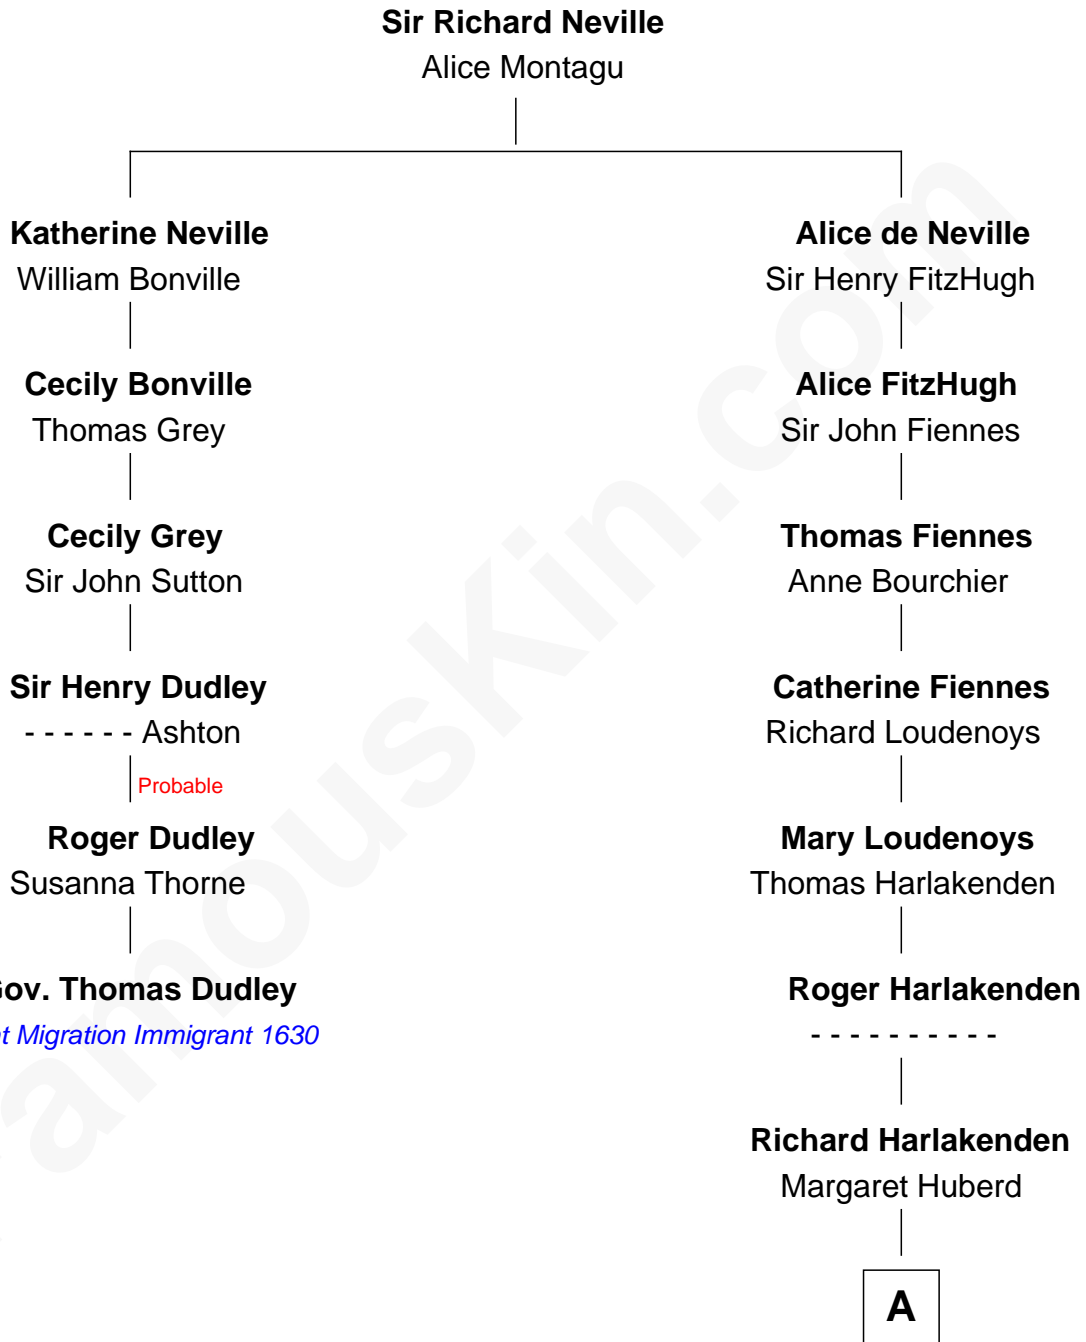 Sir Richard Neville
Alice Montagu
Katherine Neville
William Bonville
Alice de Neville
Sir Henry FitzHugh
Cecily Bonville
Thomas Grey
Alice FitzHugh
Sir John Fiennes
Cecily Grey
Sir John Sutton
Thomas Fiennes
Anne Bourchier
Sir Henry Dudley
- - - - - - Ashton
Probable
Catherine Fiennes
Richard Loudenoys
Roger Dudley
Susanna Thorne
Mary Loudenoys
Thomas Harlakenden
Gov. Thomas Dudley
t Migration Immigrant 1630
Roger Harlakenden
- - - - - - - - - -
Richard Harlakenden
Margaret Huberd
A
amouskin.com